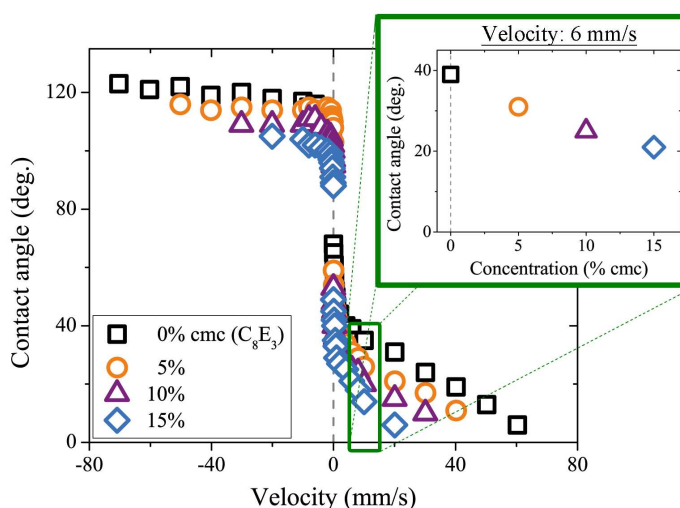 Velocity: 6 mm/s
40
20
0
Contact angle (deg.)
0 5 10 15
Concentration (% cmc)
120
80
40
0
Contact angle (deg.)
0% cmc (C₈E₃)
5%
10%
15%
-80 -40 0 40 80
Velocity (mm/s)